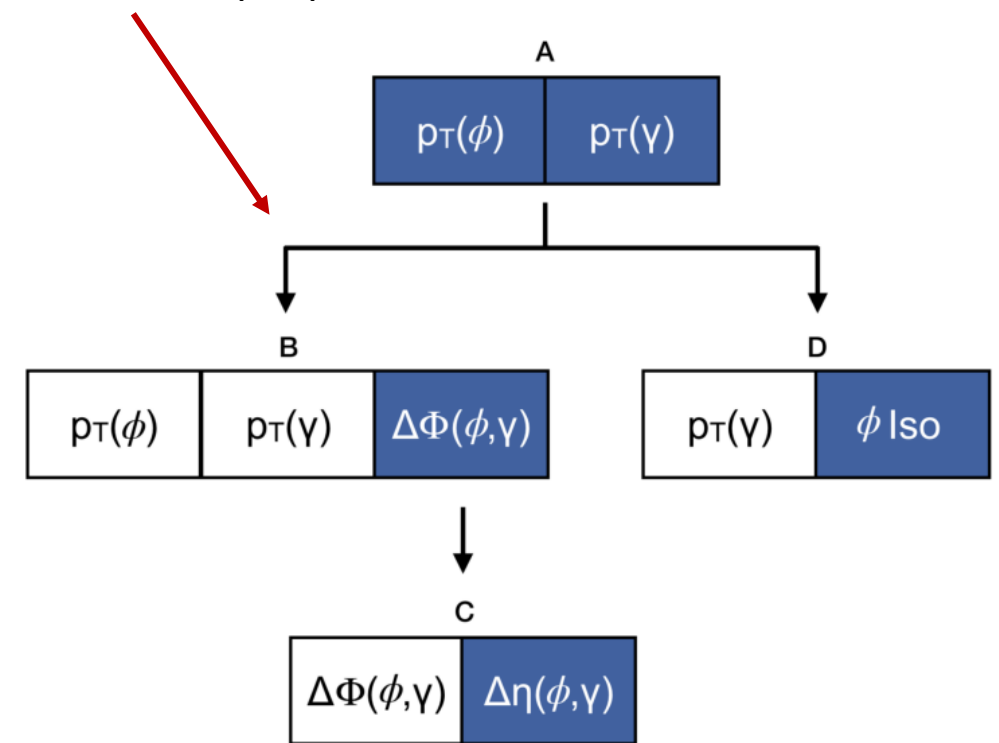 A
pT(ϕ) pT(γ)
B D
pT(ϕ) pT(γ) ΔΦ(ϕ,γ) pT(γ) ϕ Iso
C
ΔΦ(ϕ,γ) Δη(ϕ,γ)